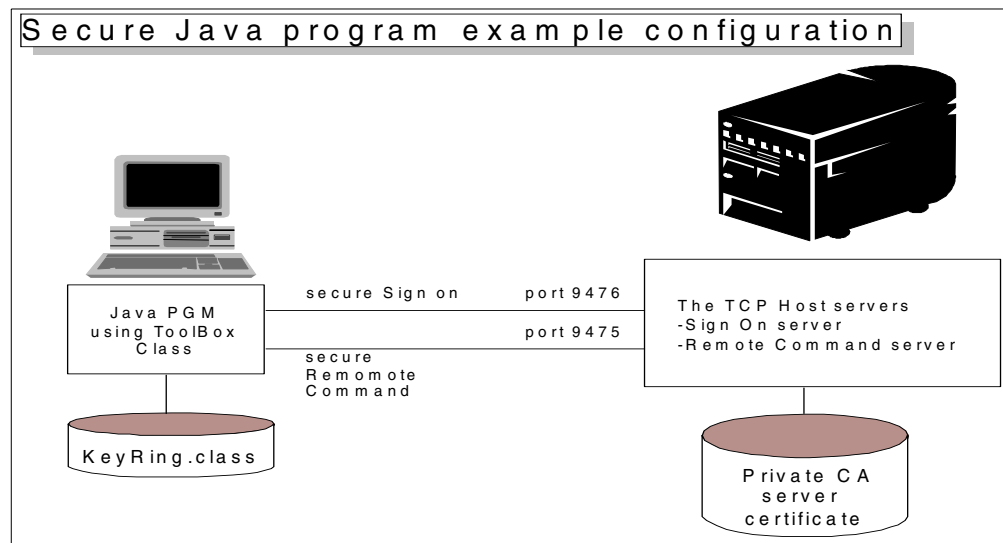 Secure Java program example configuration
Java PGM
using ToolBox
Class
secure Sign on
port 9476
port 9475
secure
Remomote
Command
The TCP Host servers
-Sign On server
-Remote Command server
KeyRing.class
Private CA
server
certificate